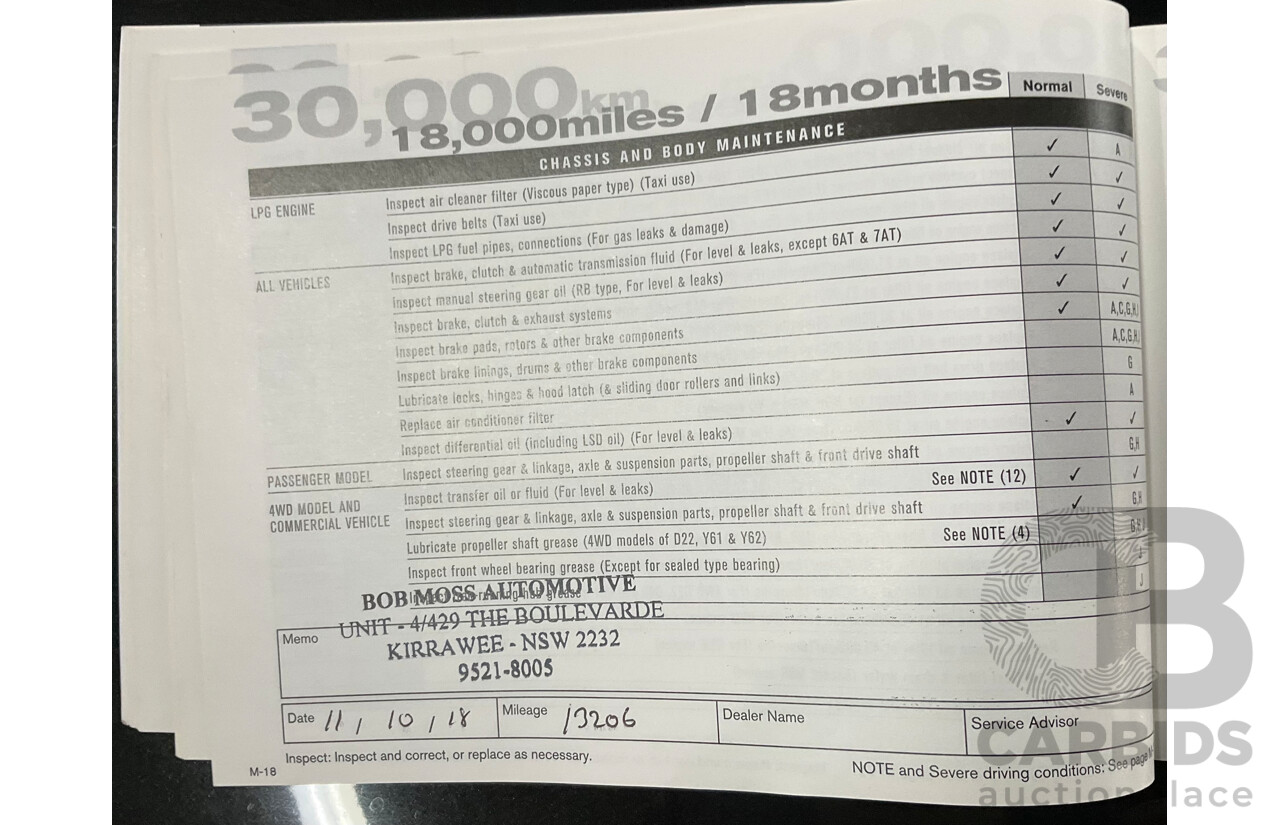 30,000km
18,000miles / 18months
Normal Severe
CHASSIS AND BODY MAINTENANCE
LPG ENGINE Inspect air cleaner filter (Viscous paper type) (Taxi use) ✓ A
Inspect drive belts (Taxi use) ✓ ✓
Inspect LPG fuel pipes, connections (For gas leaks & damage) ✓ ✓
ALL VEHICLES Inspect brake, clutch & automatic transmission fluid (For level & leaks, except 6AT & 7AT) ✓ ✓
Inspect manual steering gear oil (RB type, For level & leaks) ✓ ✓
Inspect brake, clutch & exhaust systems ✓ ✓
Inspect brake pads, rotors & other brake components ✓ A,C,G,H,
Inspect brake linings, drums & other brake components A,C,G,H,
Lubricate locks, hinges & hood latch (& sliding door rollers and links) G
Replace air conditioner filter A
Inspect differential oil (including LSD oil) (For level & leaks) ✓ ✓
PASSENGER MODEL Inspect steering gear & linkage, axle & suspension parts, propeller shaft & front drive shaft G,H
4WD MODEL AND COMMERCIAL VEHICLE Inspect transfer oil or fluid (For level & leaks) See NOTE (12) ✓ ✓
Inspect steering gear & linkage, axle & suspension parts, propeller shaft & front drive shaft ✓ G,H
Lubricate propeller shaft grease (4WD models of D22, Y61 & Y62) See NOTE (4)
Inspect front wheel bearing grease (Except for sealed type bearing) J
Inspect free-running hub grease J
BOB MOSS AUTOMOTIVE
UNIT - 4/429 THE BOULEVARDE
Memo
KIRRAWEE - NSW 2232
9521-8005
Date 11 / 10 / 18 Mileage 13206 Dealer Name Service Advisor
Inspect: Inspect and correct, or replace as necessary.
M-18
NOTE and Severe driving conditions: See page
CB
CARBIDS
auction lace